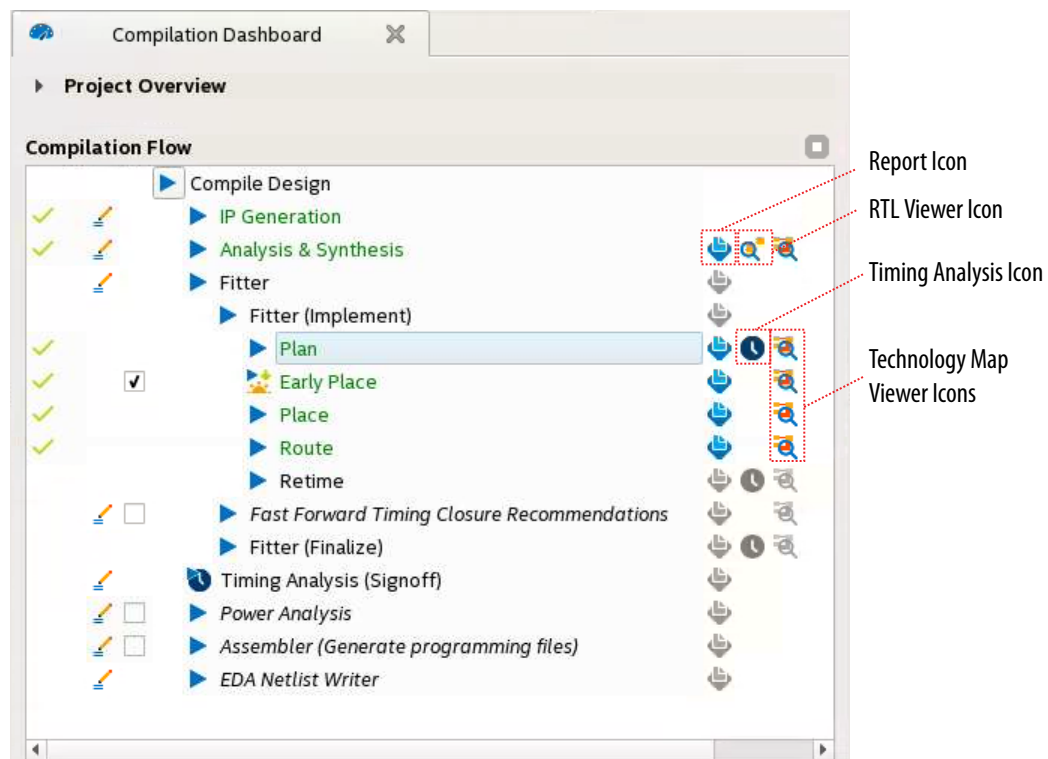 Compilation Dashboard
Project Overview
Compilation Flow
Compile Design
IP Generation
Analysis & Synthesis
Fitter
Fitter (Implement)
Plan
Early Place
Place
Route
Retime
Fast Forward Timing Closure Recommendations
Fitter (Finalize)
Timing Analysis (Signoff)
Power Analysis
Assembler (Generate programming files)
EDA Netlist Writer
Report Icon
RTL Viewer Icon
Timing Analysis Icon
Technology Map
Viewer Icons